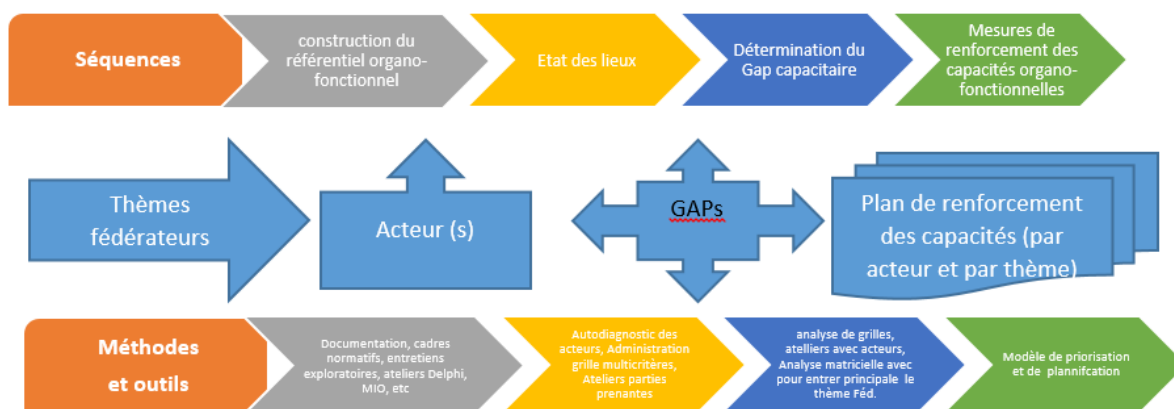 Séquences
construction du
référentiel organo-
fonctionnel
Etat des lieux
Détermination du
Gap capacitaire
Mesures de
renforcement des
capacités organo-
fonctionnelles
Thèmes
fédérateurs
Acteur (s)
GAPs
Plan de renforcement
des capacités (par
acteur et par thème)
Méthodes
et outils
Documentation, cadres
normatifs, entretiens
exploratoires, ateliers Delphi,
MIO, etc
Autodiagnostic des
acteurs, Administration
grille multicritères,
Ateliers parties
prenantes
analyse de grilles,
atelliers avec acteurs,
Analyse matricielle avec
pour entrer principale le
thème Féd.
Modèle de priorisation
et de plannifcation